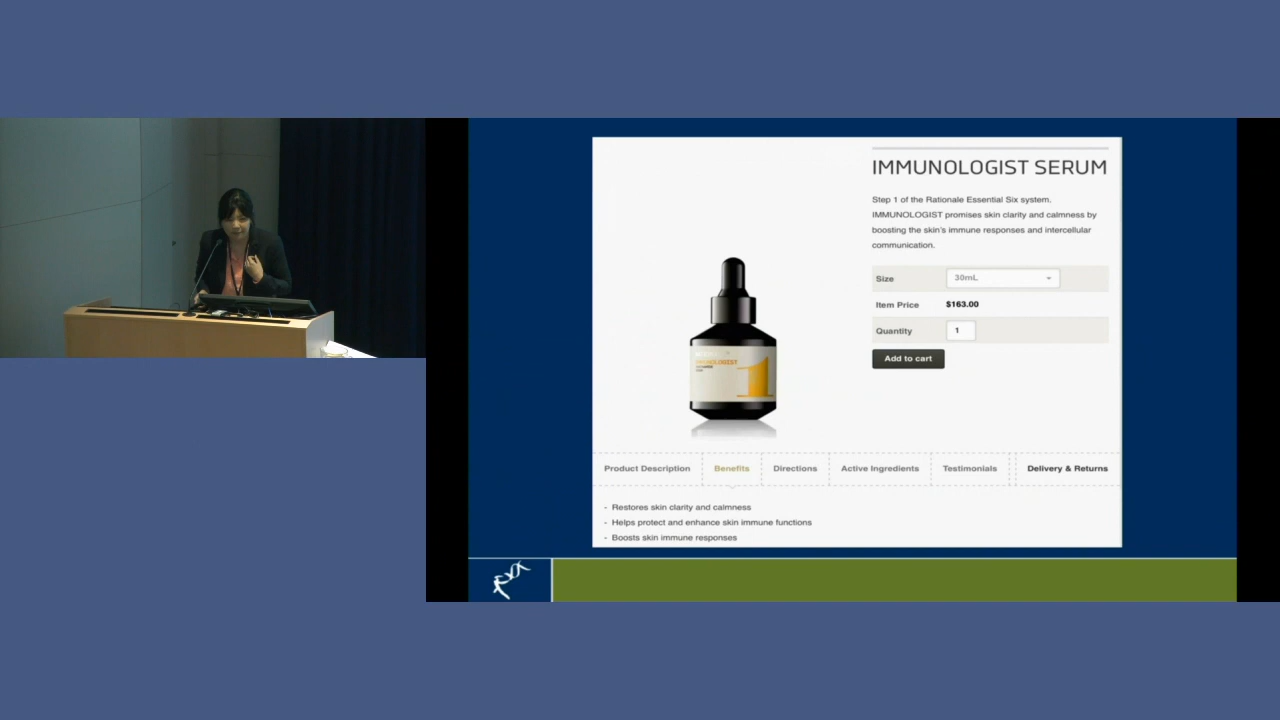 IMMUNOLOGIST SERUM
Step 1 of the Rationale Essential Six system.
IMMUNOLOGIST promises skin clarity and calmness by
boosting the skin's immune responses and intercellular
communication.
Size 30mL
Item Price $163.00
Quantity 1
Add to cart
IMMUNOLOGIST
1
Product Description Benefits Directions Active Ingredients Testimonials Delivery & Returns
- Restores skin clarity and calmness
- Helps protect and enhance skin immune functions
- Boosts skin immune responses